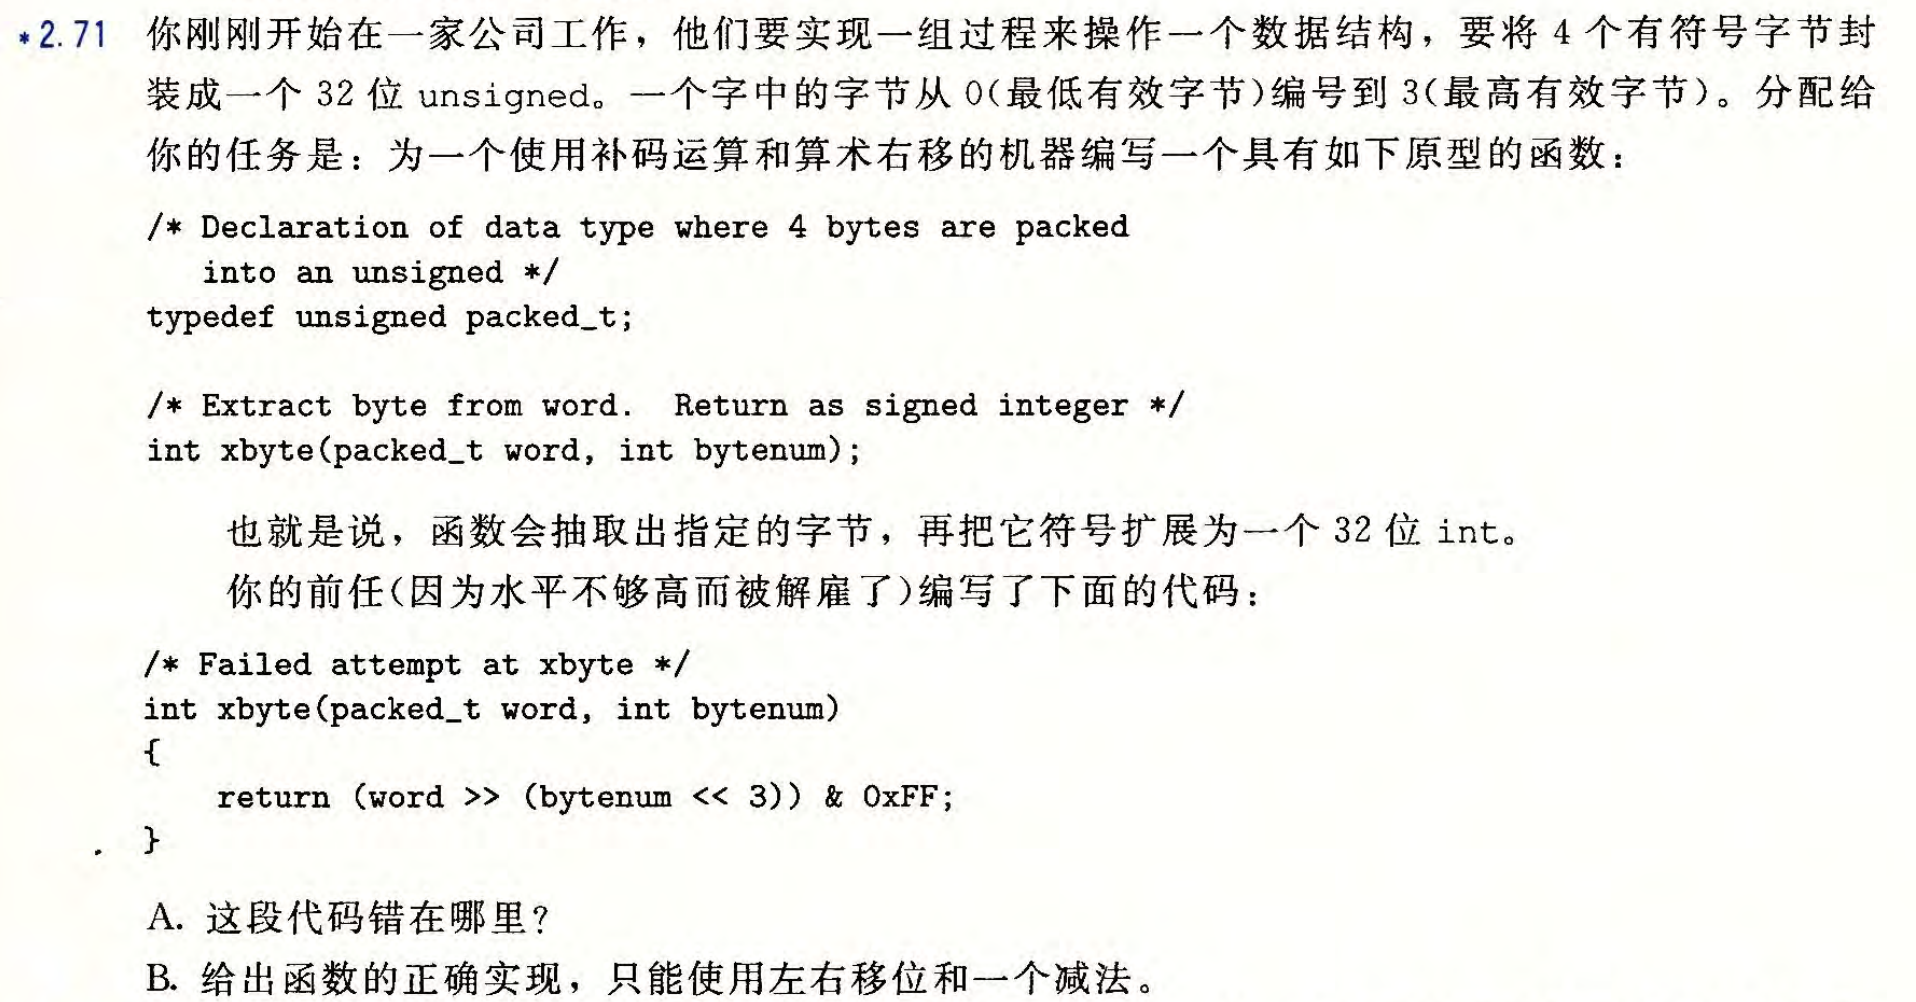 *2.71 你刚刚开始在一家公司工作，他们要实现一组过程来操作一个数据结构，要将 4 个有符号字节封
装成一个 32 位 unsigned。一个字中的字节从 0(最低有效字节)编号到 3(最高有效字节)。分配给
你的任务是：为一个使用补码运算和算术右移的机器编写一个具有如下原型的函数：
/* Declaration of data type where 4 bytes are packed
   into an unsigned */
typedef unsigned packed_t;
/* Extract byte from word.  Return as signed integer */
int xbyte(packed_t word, int bytenum);
也就是说，函数会抽取出指定的字节，再把它符号扩展为一个 32 位 int。
你的前任(因为水平不够高而被解雇了)编写了下面的代码：
/* Failed attempt at xbyte */
int xbyte(packed_t word, int bytenum)
{
    return (word >> (bytenum << 3)) & 0xFF;
}
A. 这段代码错在哪里?
B. 给出函数的正确实现，只能使用左右移位和一个减法。